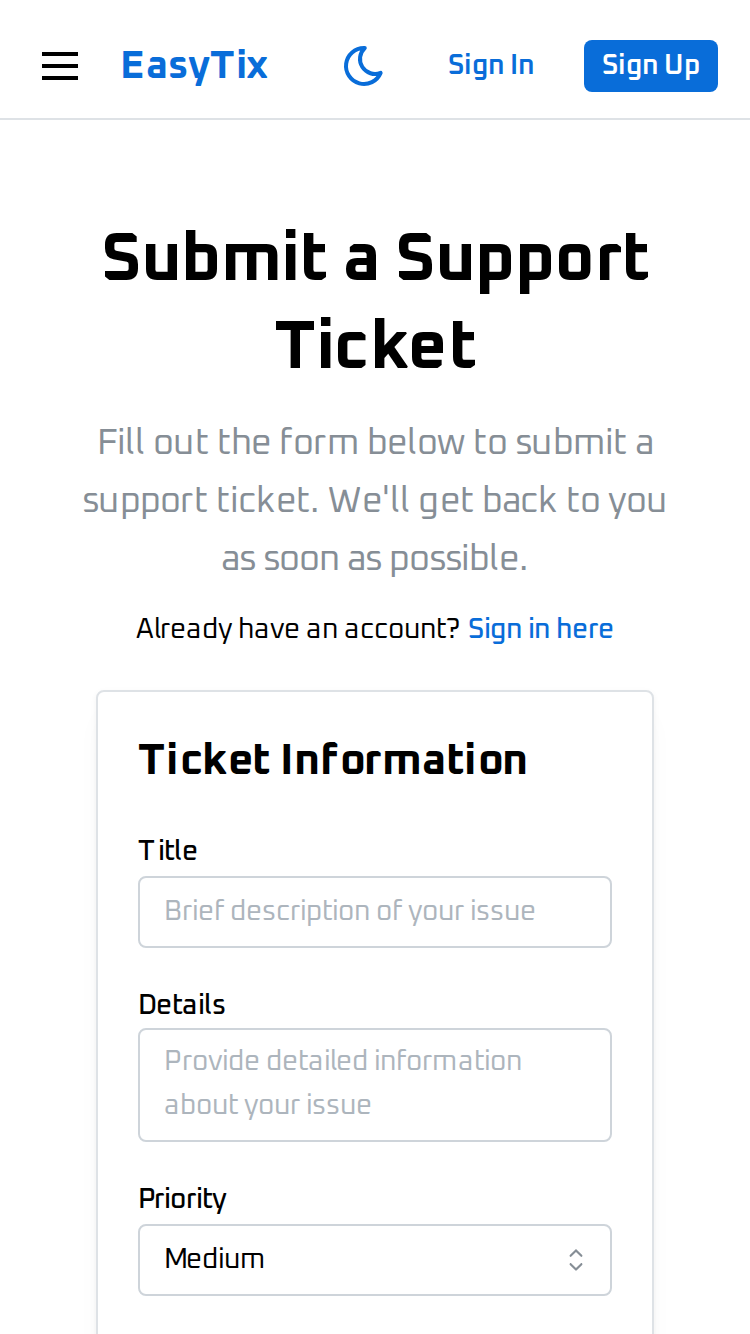 EasyTix
Sign In
Sign Up
Submit a Support
Ticket
Fill out the form below to submit a
support ticket. We'll get back to you
as soon as possible.
Already have an account? Sign in here
Ticket Information
Title
Brief description of your issue
Details
Provide detailed information
about your issue
Priority
Medium